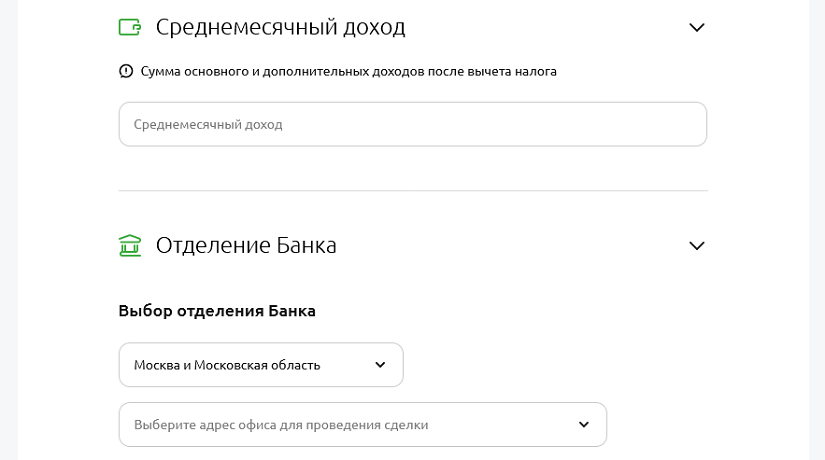 Среднемесячный доход
Сумма основного и дополнительных доходов после вычета налога
Среднемесячный доход
Отделение Банка
Выбор отделения Банка
Москва и Московская область
Выберите адрес офиса для проведения сделки